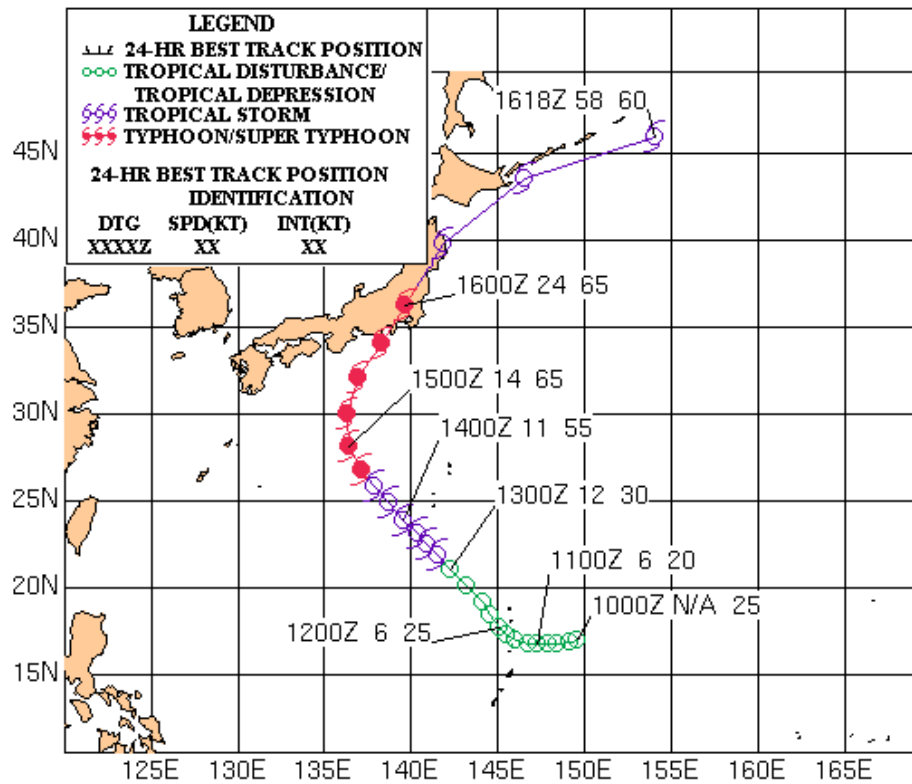 LEGEND
24-HR BEST TRACK POSITION
TROPICAL DISTURBANCE/
TROPICAL DEPRESSION
TROPICAL STORM
TYPHOON/SUPER TYPHOON
24-HR BEST TRACK POSITION
IDENTIFICATION
DTG SPD(KT) INT(KT)
XXXXZ XX XX
1618Z 58 60
45N
40N
1600Z 24 65
35N
1500Z 14 65
30N
1400Z 11 55
25N
1300Z 12 30
20N
1100Z 6 20
1000Z N/A 25
1200Z 6 25
15N
125E 130E 135E 140E 145E 150E 155E 160E 165E